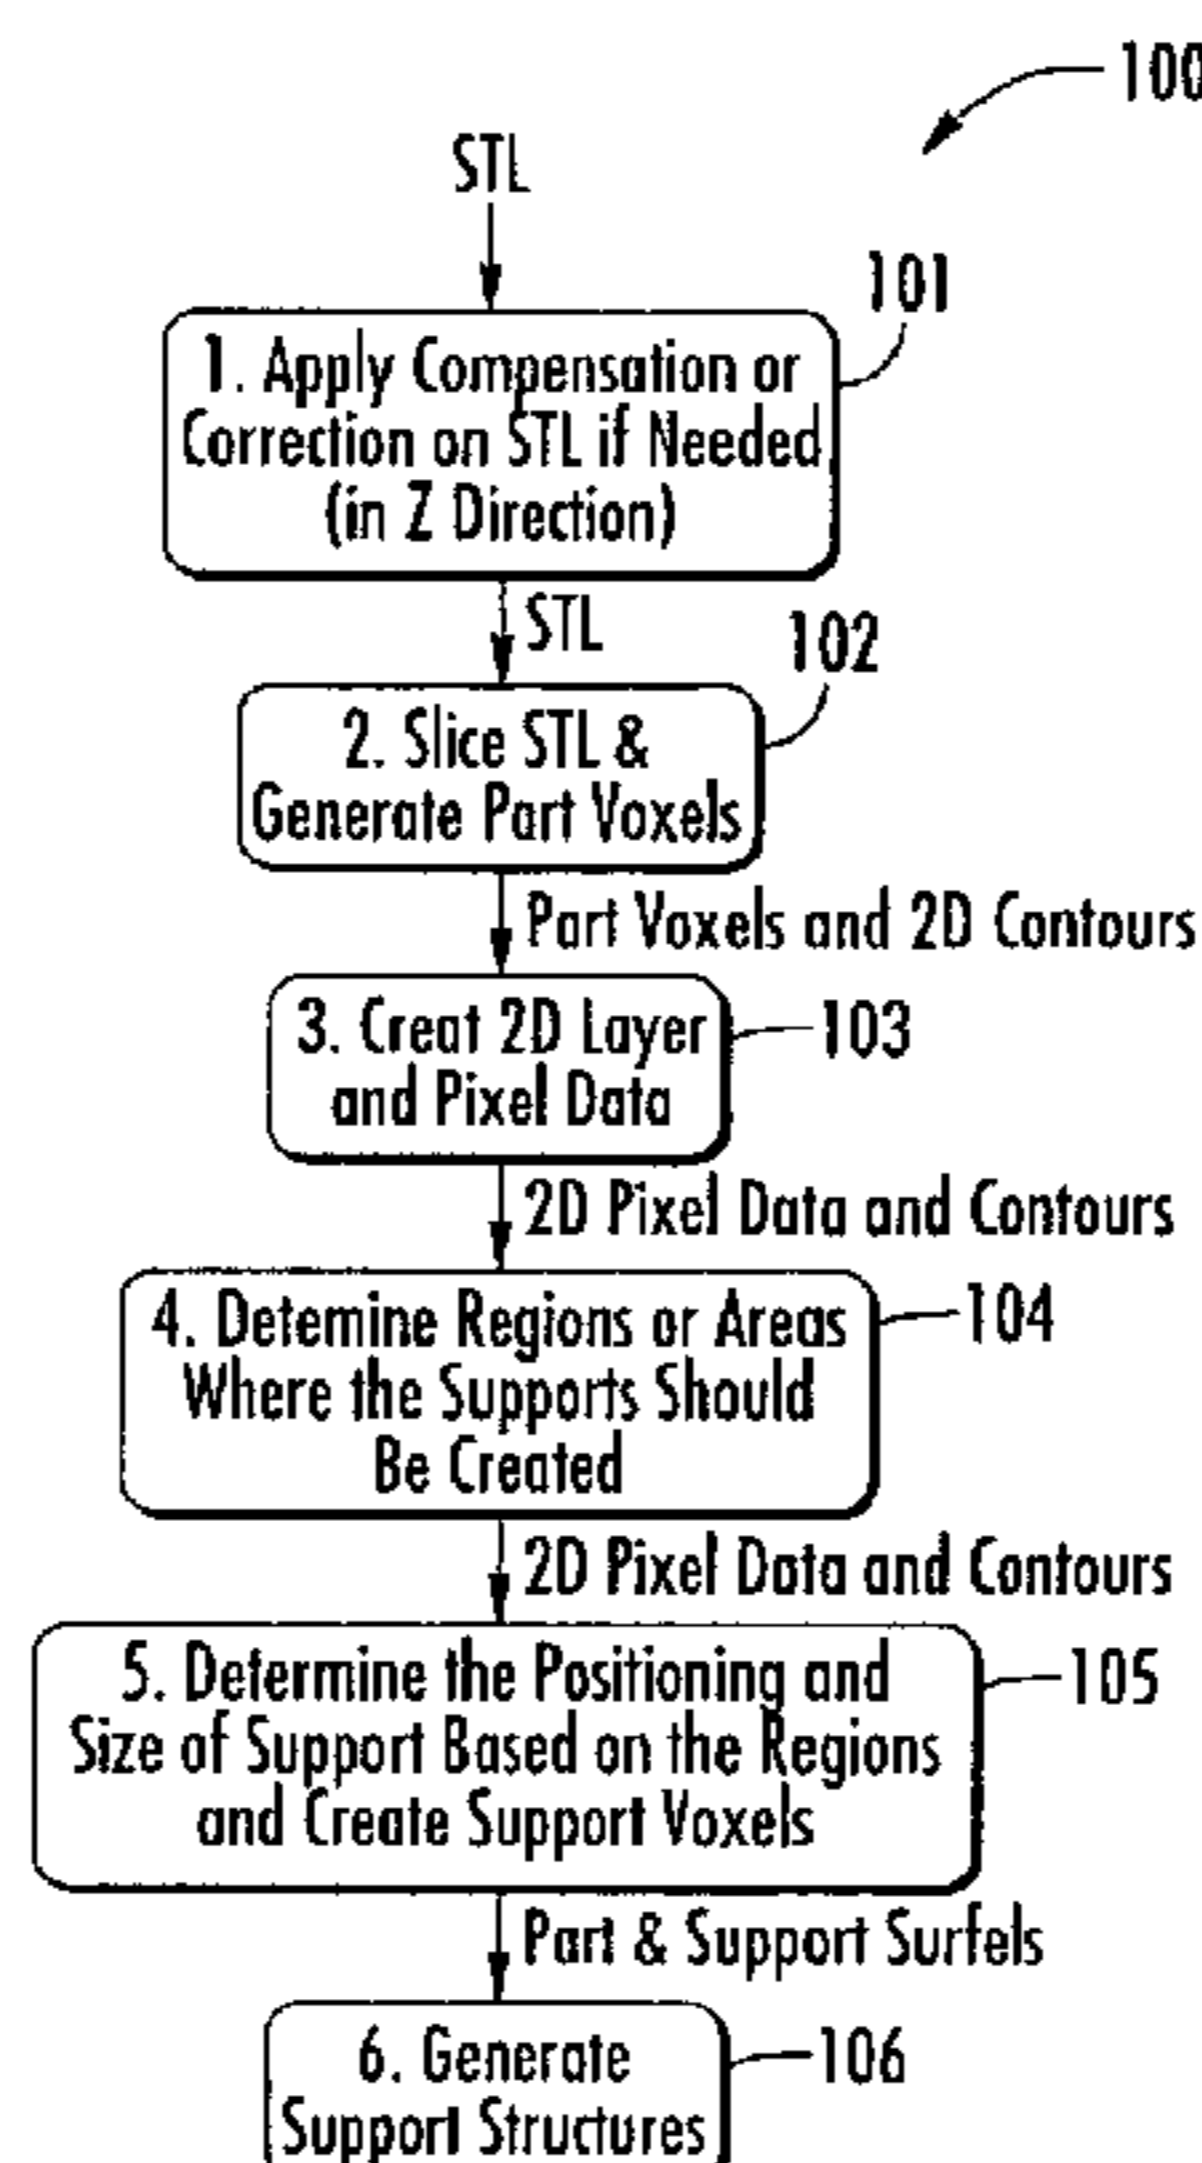 100
STL
101
1. Apply Compensation or
Correction on STL if Needed
(in Z Direction)
STL
102
2. Slice STL &
Generate Part Voxels
Part Voxels and 2D Contours
3. Creat 2D Layer
and Pixel Data
103
2D Pixel Data and Contours
4. Detemine Regions or Areas
Where the Supports Should
Be Created
104
2D Pixel Data and Contours
5. Determine the Positioning and
Size of Support Based on the Regions
and Create Support Voxels
105
Part & Support Surfels
6. Generate
Support Structures
106